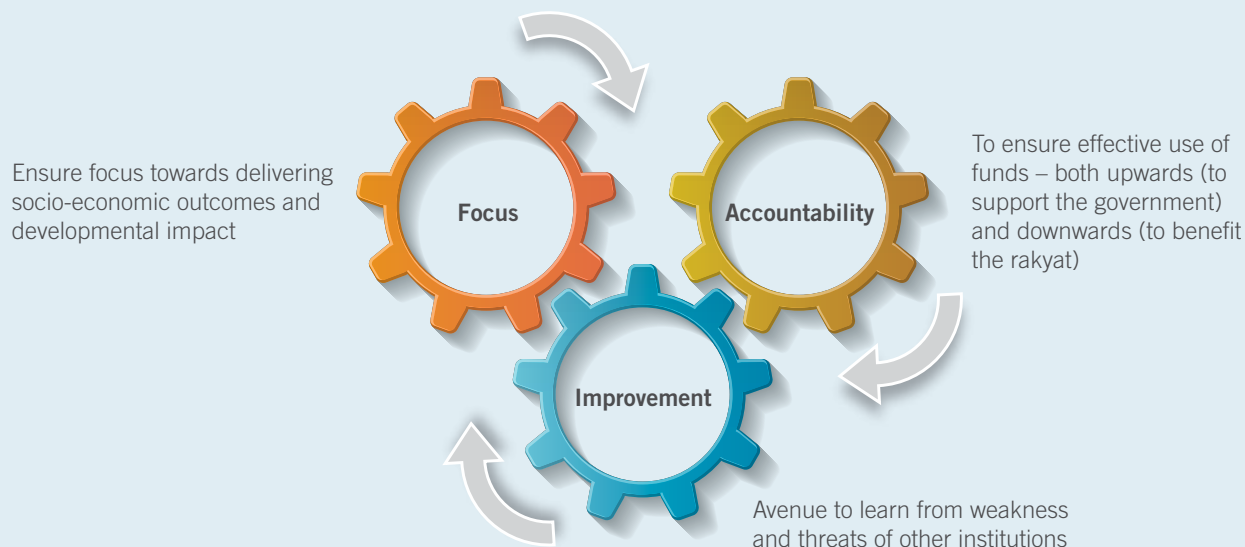 Ensure focus towards delivering
socio-economic outcomes and
developmental impact
Focus
Accountability
To ensure effective use of
funds – both upwards (to
support the government)
and downwards (to benefit
the rakyat)
Improvement
Avenue to learn from weakness
and threats of other institutions